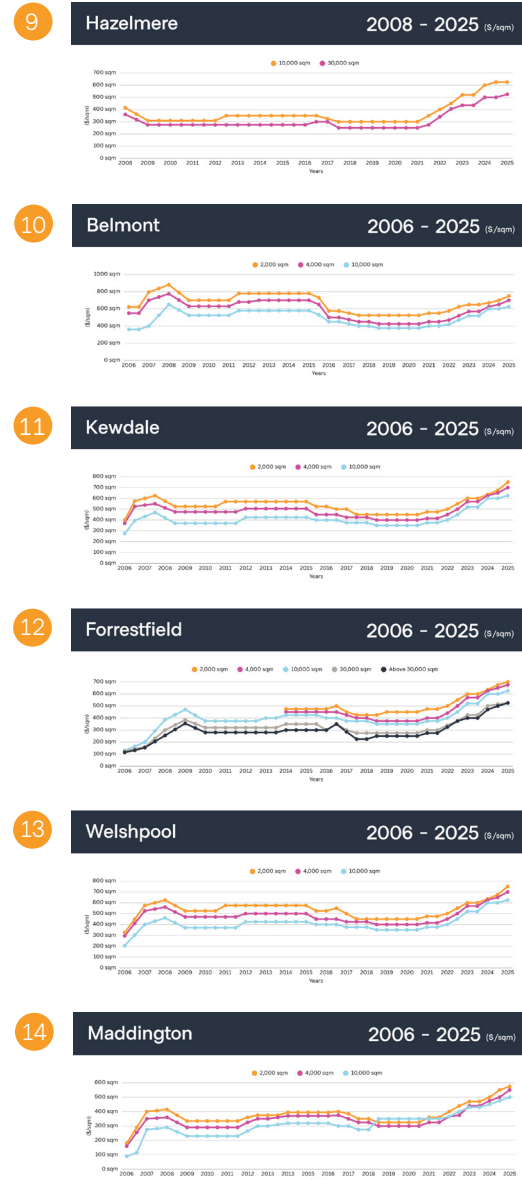 9 Hazelmere 2008 - 2025 ($/sqm)
10,000 sqm 30,000 sqm
700 sqm
600 sqm
500 sqm
400 sqm
300 sqm
200 sqm
100 sqm
0 sqm
($/sqm)
2008 2009 2010 2011 2012 2013 2014 2015 2016 2017 2018 2019 2020 2021 2022 2023 2024 2025
Years
10 Belmont 2006 - 2025 ($/sqm)
2,000 sqm 4,000 sqm 10,000 sqm
1000 sqm
800 sqm
600 sqm
400 sqm
200 sqm
0 sqm
($/sqm)
2006 2007 2008 2009 2010 2011 2012 2013 2014 2015 2016 2017 2018 2019 2020 2021 2022 2023 2024 2025
Years
11 Kewdale 2006 - 2025 ($/sqm)
2,000 sqm 4,000 sqm 10,000 sqm
800 sqm
700 sqm
600 sqm
500 sqm
400 sqm
300 sqm
200 sqm
100 sqm
0 sqm
($/sqm)
2006 2007 2008 2009 2010 2011 2012 2013 2014 2015 2016 2017 2018 2019 2020 2021 2022 2023 2024 2025
Years
12 Forrestfield 2006 - 2025 ($/sqm)
2,000 sqm 4,000 sqm 10,000 sqm 30,000 sqm Above 30,000 sqm
700 sqm
600 sqm
500 sqm
400 sqm
300 sqm
200 sqm
100 sqm
0 sqm
($/sqm)
2006 2007 2008 2009 2010 2011 2012 2013 2014 2015 2016 2017 2018 2019 2020 2021 2022 2023 2024 2025
Years
13 Welshpool 2006 - 2025 ($/sqm)
2,000 sqm 4,000 sqm 10,000 sqm
800 sqm
700 sqm
600 sqm
500 sqm
400 sqm
300 sqm
200 sqm
100 sqm
0 sqm
($/sqm)
2006 2007 2008 2009 2010 2011 2012 2013 2014 2015 2016 2017 2018 2019 2020 2021 2022 2023 2024 2025
Years
14 Maddington 2006 - 2025 ($/sqm)
2,000 sqm 4,000 sqm 10,000 sqm
600 sqm
500 sqm
400 sqm
300 sqm
200 sqm
100 sqm
0 sqm
($/sqm)
2006 2007 2008 2009 2010 2011 2012 2013 2014 2015 2016 2017 2018 2019 2020 2021 2022 2023 2024 2025